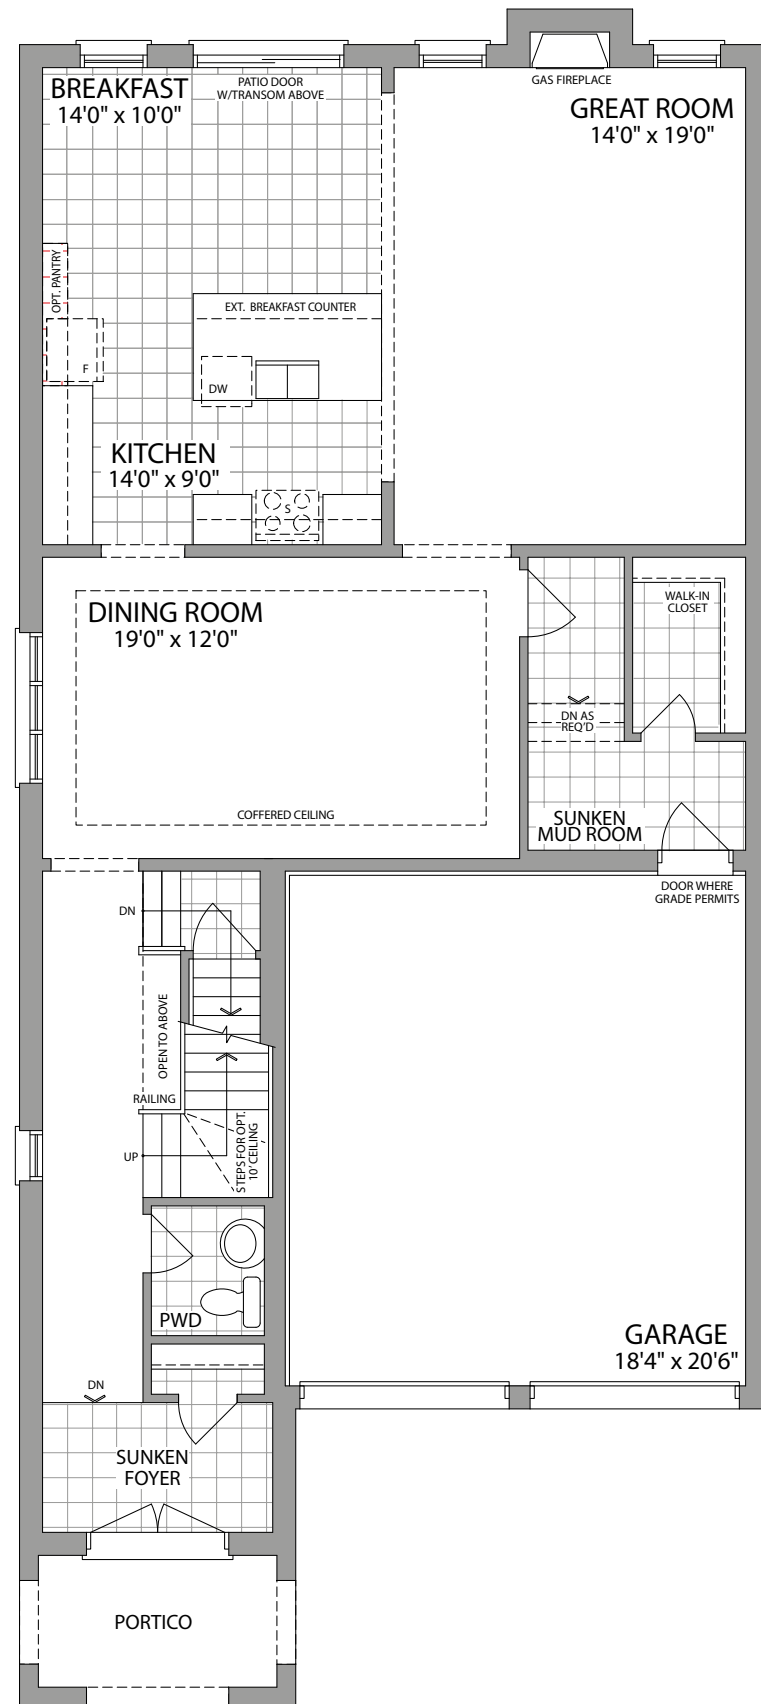 BREAKFAST
14'0" x 10'0"
PATIO DOOR
W/TRANSOM ABOVE
GAS FIREPLACE
GREAT ROOM
14'0" x 19'0"
OPT. PANTRY
EXT. BREAKFAST COUNTER
F
DW
KITCHEN
14'0" x 9'0"
S
DINING ROOM
19'0" x 12'0"
WALK-IN
CLOSET
DN AS
REQ'D
COFFERED CEILING
SUNKEN
MUD ROOM
DOOR WHERE
GRADE PERMITS
DN
OPEN TO ABOVE
RAILING
STEPS FOR OPT.
10' CEILING
UP
PWD
GARAGE
18'4" x 20'6"
DN
SUNKEN
FOYER
PORTICO